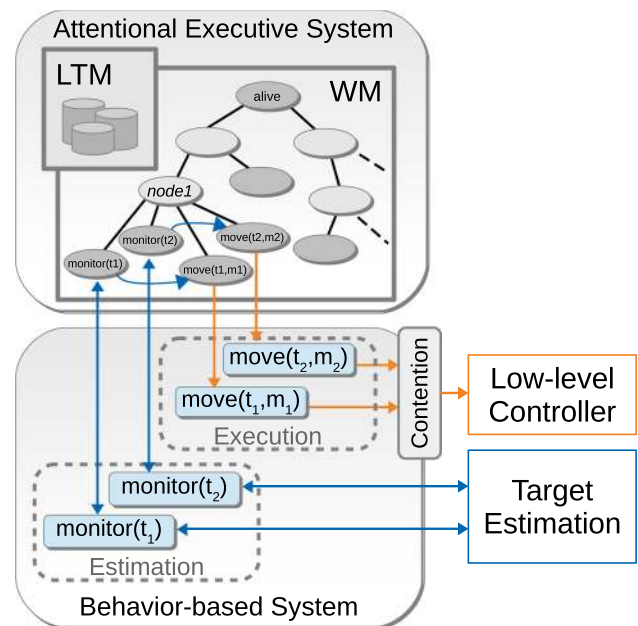 Attentional Executive System
LTM
WM
alive
node1
monitor(t2)
move(t2,m2)
monitor(t1)
move(t1,m1)
move(t₂,m₂)
move(t₁,m₁)
Execution
Contention
Low-level
Controller
monitor(t₂)
monitor(t₁)
Estimation
Target
Estimation
Behavior-based System